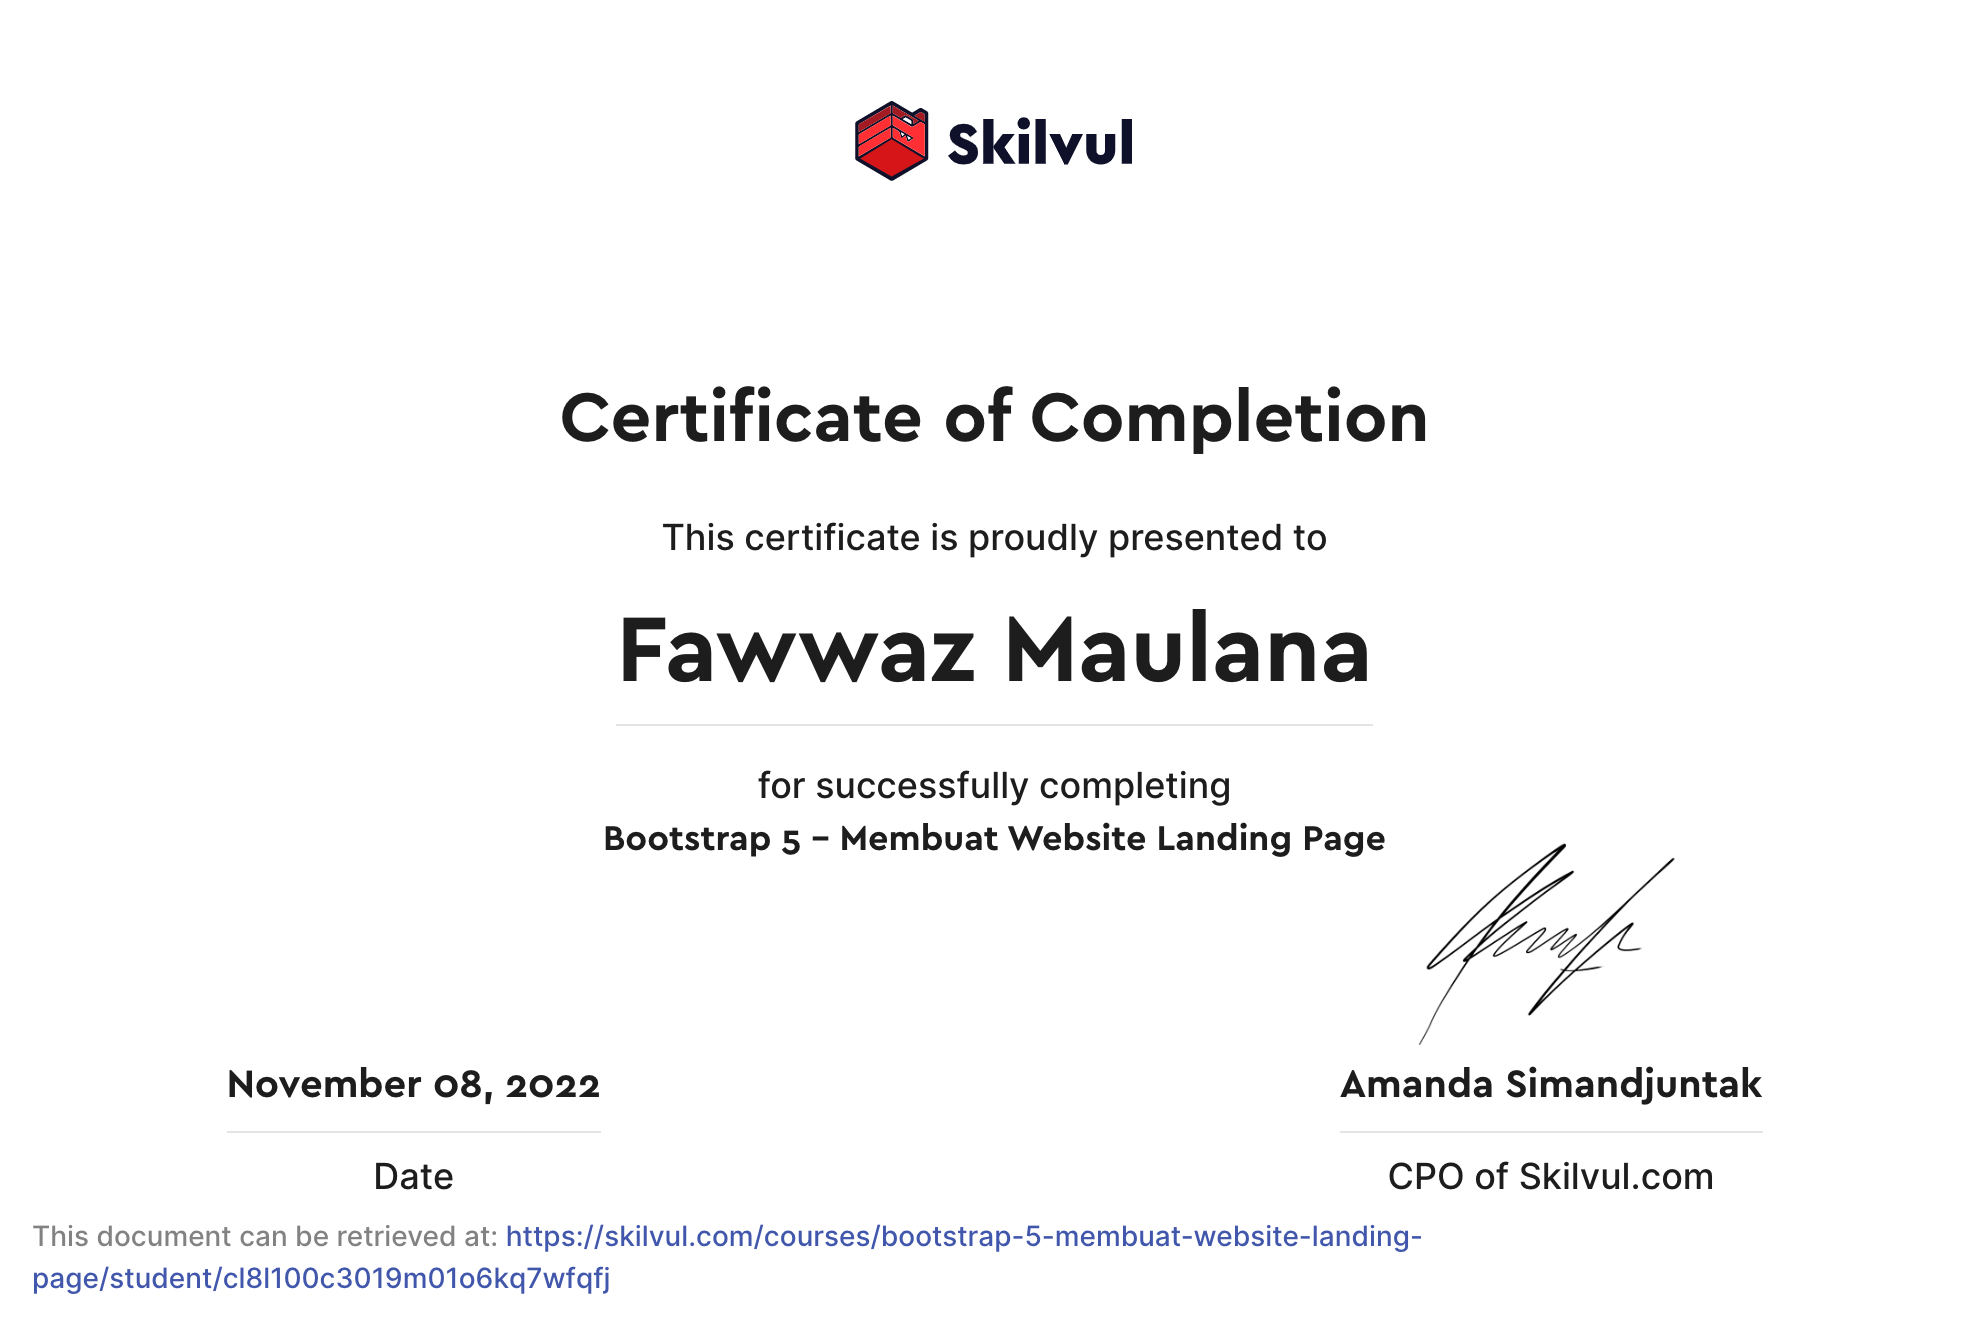 Skilvul
Certificate of Completion
This certificate is proudly presented to
Fawwaz Maulana
for successfully completing
Bootstrap 5 – Membuat Website Landing Page
November 08, 2022
Date
Amanda Simandjuntak
CPO of Skilvul.com
This document can be retrieved at: https://skilvul.com/courses/bootstrap-5-membuat-website-landing-
page/student/cl8l100c3019m01o6kq7wfqfj